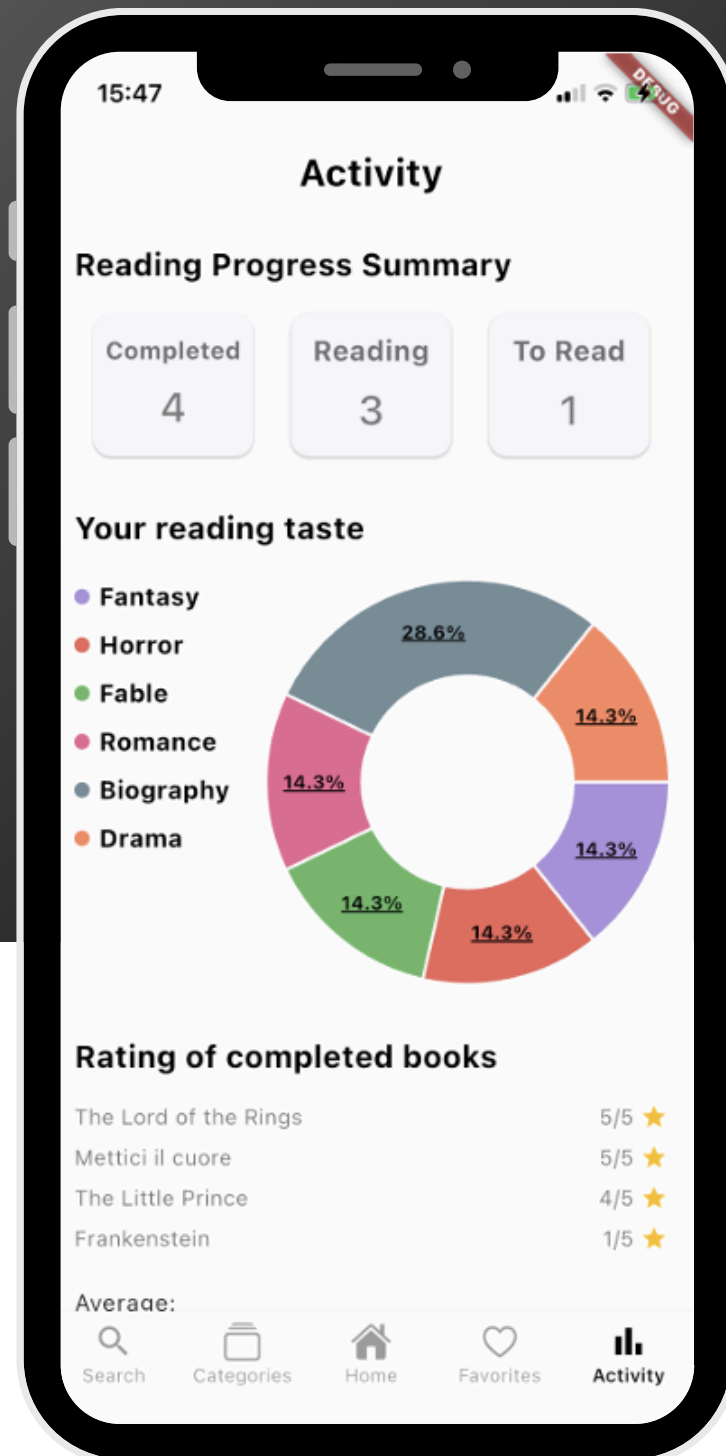 15:47
DEBUG
Activity
Reading Progress Summary
Completed
4
Reading
3
To Read
1
Your reading taste
Fantasy
Horror
Fable
Romance
Biography
Drama
28.6%
14.3%
14.3%
14.3%
14.3%
14.3%
Rating of completed books
The Lord of the Rings 5/5
Mettici il cuore 5/5
The Little Prince 4/5
Frankenstein 1/5
Average:
Search Categories Home Favorites Activity